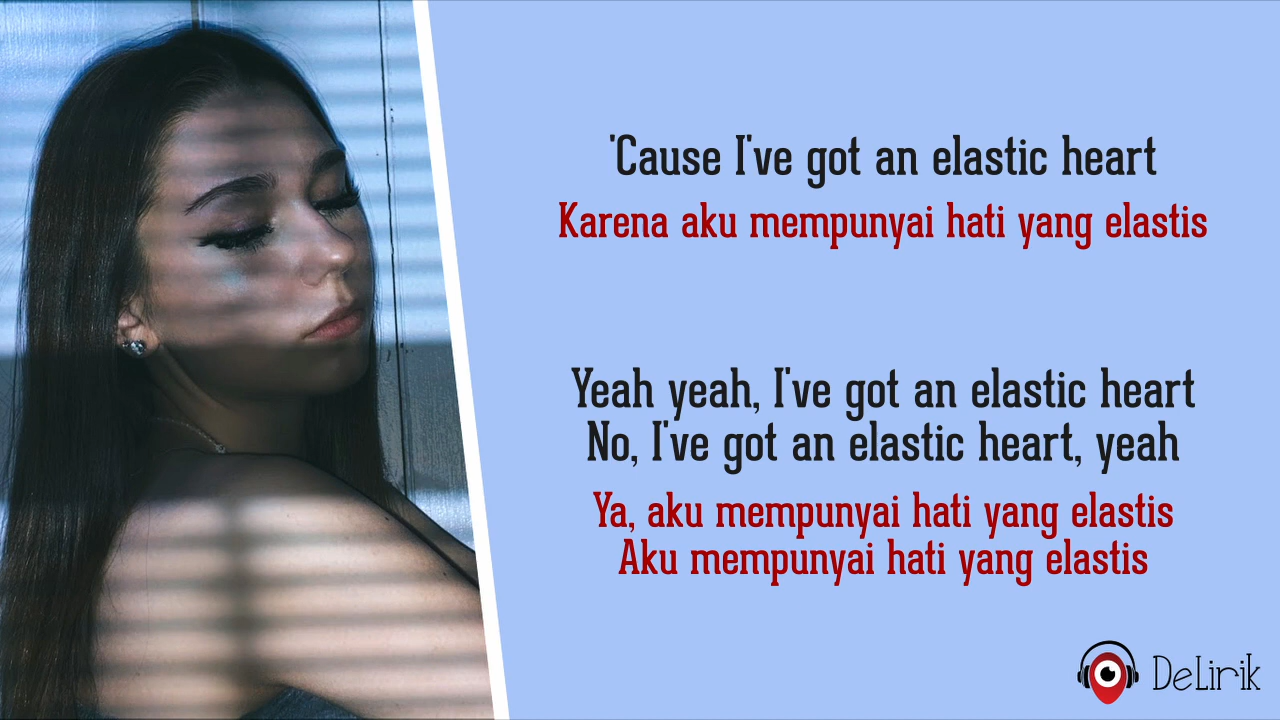 'Cause I've got an elastic heart
Karena aku mempunyai hati yang elastis
Yeah yeah, I've got an elastic heart
No, I've got an elastic heart, yeah
Ya, aku mempunyai hati yang elastis
Aku mempunyai hati yang elastis
DeLirik